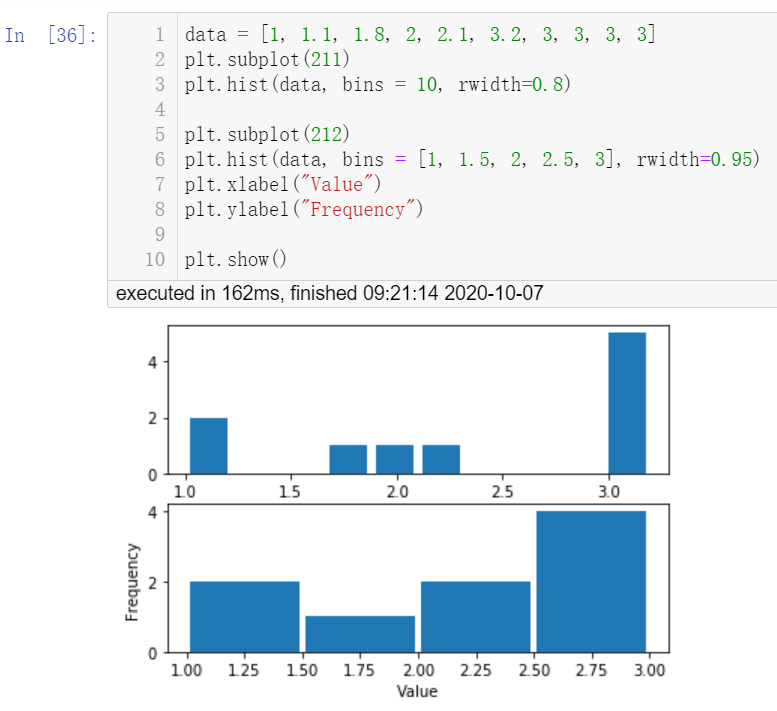 In [36]:
1 data = [1, 1.1, 1.8, 2, 2.1, 3.2, 3, 3, 3, 3]
2 plt.subplot(211)
3 plt.hist(data, bins = 10, rwidth=0.8)
4
5 plt.subplot(212)
6 plt.hist(data, bins = [1, 1.5, 2, 2.5, 3], rwidth=0.95)
7 plt.xlabel("Value")
8 plt.ylabel("Frequency")
9
10 plt.show()
executed in 162ms, finished 09:21:14 2020-10-07
4
2
0
1.0 1.5 2.0 2.5 3.0
4
2
0
Frequency
1.00 1.25 1.50 1.75 2.00 2.25 2.50 2.75 3.00
Value